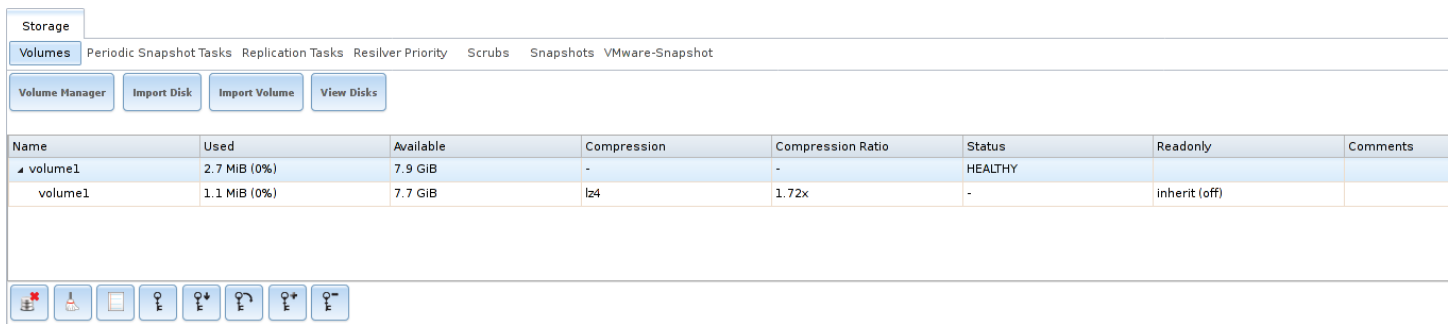 Storage
Volumes Periodic Snapshot Tasks Replication Tasks Resilver Priority Scrubs Snapshots VMware-Snapshot
Volume Manager Import Disk Import Volume View Disks
Name Used Available Compression Compression Ratio Status Readonly Comments
volume1 2.7 MiB (0%) 7.9 GiB - - HEALTHY
volume1 1.1 MiB (0%) 7.7 GiB lz4 1.72x - inherit (off)